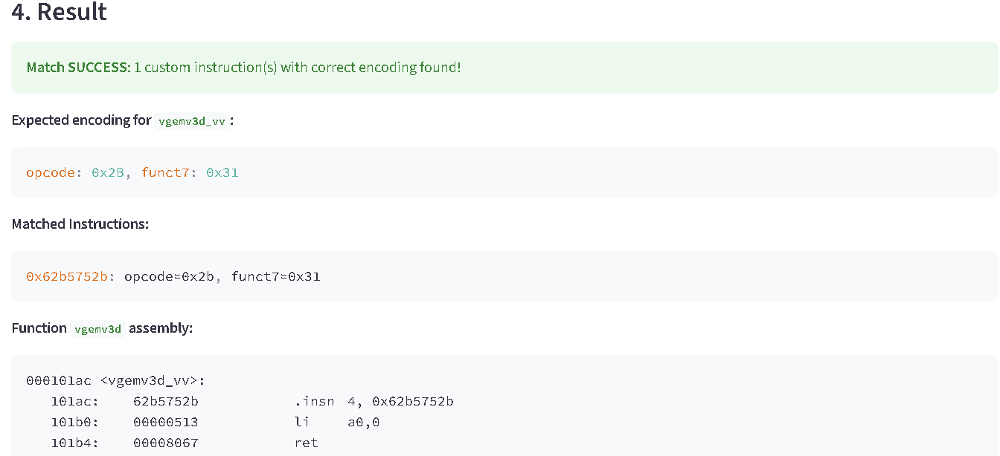 4. Result
Match SUCCESS: 1 custom instruction(s) with correct encoding found!
Expected encoding for vgemv3d_vv :
opcode: 0x2B, funct7: 0x31
Matched Instructions:
0x62b5752b: opcode=0x2b, funct7=0x31
Function vgemv3d assembly:
000101ac <vgemv3d_vv>:
101ac: 62b5752b .insn 4, 0x62b5752b
101b0: 00000513 li a0,0
101b4: 00008067 ret